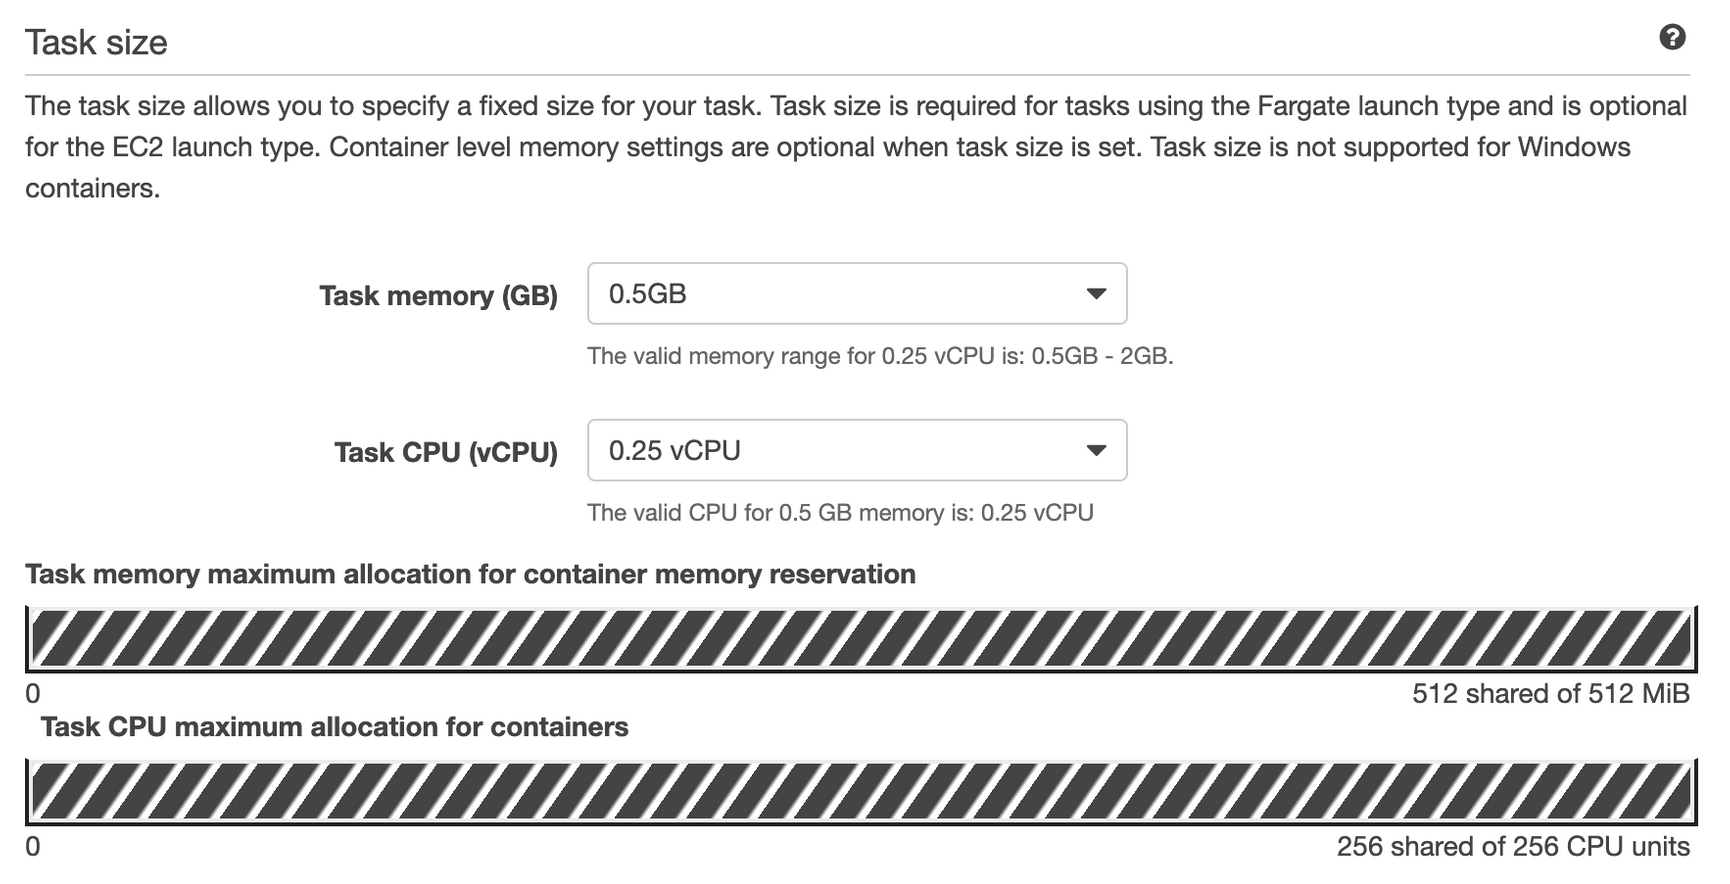 Task size
The task size allows you to specify a fixed size for your task. Task size is required for tasks using the Fargate launch type and is optional
for the EC2 launch type. Container level memory settings are optional when task size is set. Task size is not supported for Windows
containers.
Task memory (GB)
0.5GB
The valid memory range for 0.25 vCPU is: 0.5GB - 2GB.
Task CPU (vCPU)
0.25 vCPU
The valid CPU for 0.5 GB memory is: 0.25 vCPU
Task memory maximum allocation for container memory reservation
0
512 shared of 512 MiB
Task CPU maximum allocation for containers
0
256 shared of 256 CPU units